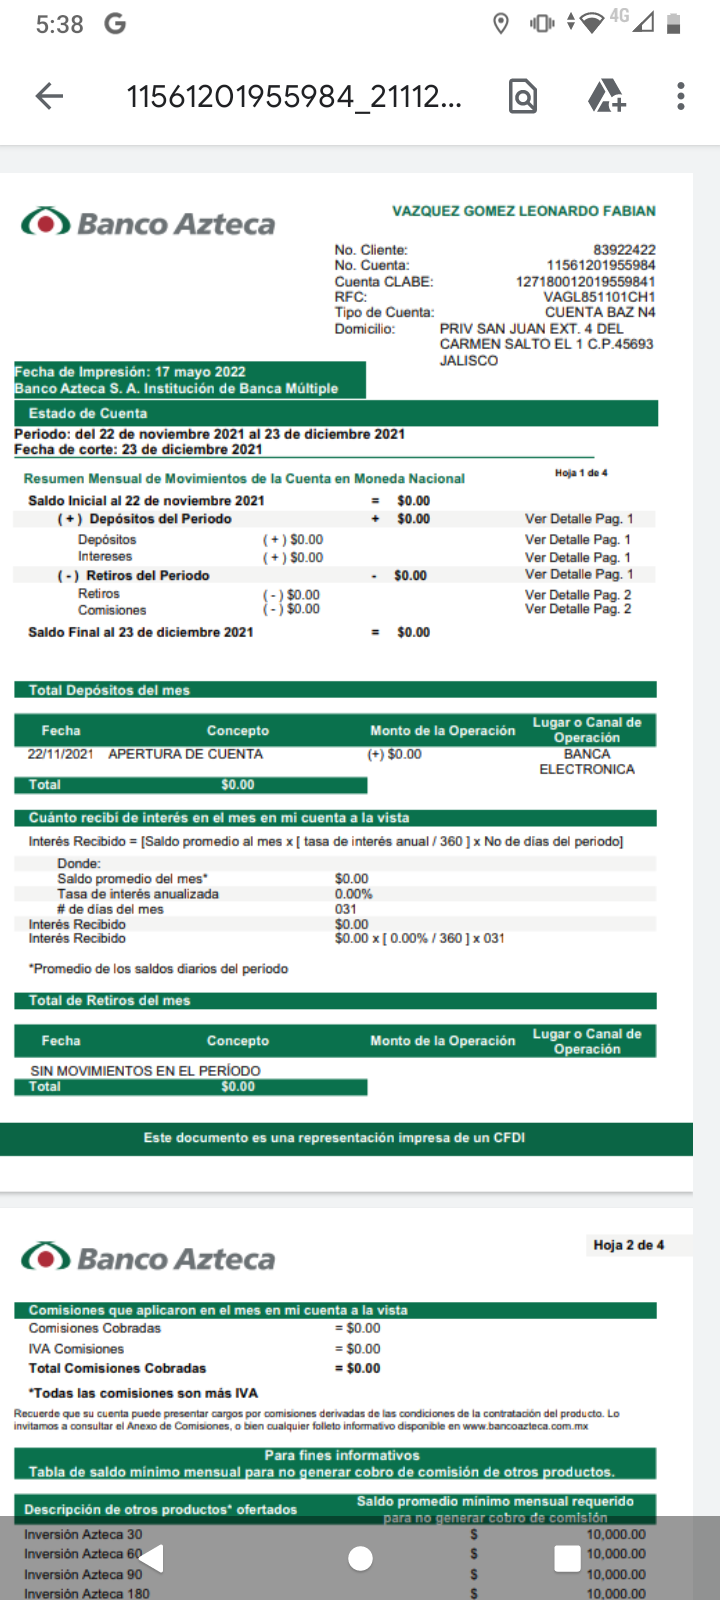 5:38 G 4G
11561201955984_21112...
Banco Azteca
VAZQUEZ GOMEZ LEONARDO FABIAN
No. Cliente: 83922422
No. Cuenta: 11561201955984
Cuenta CLABE: 127180012019559841
RFC: VAGL851101CH1
Tipo de Cuenta: CUENTA BAZ N4
Domicilio: PRIV SAN JUAN EXT. 4 DEL
CARMEN SALTO EL 1 C.P.45693
JALISCO
Fecha de Impresión: 17 mayo 2022
Banco Azteca S. A. Institución de Banca Múltiple
Estado de Cuenta
Periodo: del 22 de noviembre 2021 al 23 de diciembre 2021
Fecha de corte: 23 de diciembre 2021
Resumen Mensual de Movimientos de la Cuenta en Moneda Nacional Hoja 1 de 4
Saldo Inicial al 22 de noviembre 2021 = $0.00
(+) Depósitos del Periodo + $0.00 Ver Detalle Pag. 1
Depósitos (+) $0.00 Ver Detalle Pag. 1
Intereses (+) $0.00 Ver Detalle Pag. 1
(-) Retiros del Periodo - $0.00 Ver Detalle Pag. 1
Retiros (-) $0.00 Ver Detalle Pag. 2
Comisiones (-) $0.00 Ver Detalle Pag. 2
Saldo Final al 23 de diciembre 2021 = $0.00
Total Depósitos del mes
Fecha Concepto Monto de la Operación Lugar o Canal de Operación
22/11/2021 APERTURA DE CUENTA (+) $0.00 BANCA ELECTRONICA
Total $0.00
Cuánto recibí de interés en el mes en mi cuenta a la vista
Interés Recibido = [Saldo promedio al mes x [ tasa de interés anual / 360 ] x No de días del periodo]
Donde:
Saldo promedio del mes* $0.00
Tasa de interés anualizada 0.00%
# de días del mes 031
Interés Recibido $0.00
Interés Recibido $0.00 x [ 0.00% / 360 ] x 031
*Promedio de los saldos diarios del periodo
Total de Retiros del mes
Fecha Concepto Monto de la Operación Lugar o Canal de Operación
SIN MOVIMIENTOS EN EL PERÍODO
Total $0.00
Este documento es una representación impresa de un CFDI
Banco Azteca
Hoja 2 de 4
Comisiones que aplicaron en el mes en mi cuenta a la vista
Comisiones Cobradas = $0.00
IVA Comisiones = $0.00
Total Comisiones Cobradas = $0.00
*Todas las comisiones son más IVA
Recuerde que su cuenta puede presentar cargos por comisiones derivadas de las condiciones de la contratación del producto. Lo
invitamos a consultar el Anexo de Comisiones, o bien cualquier folleto informativo disponible en www.bancoazteca.com.mx
Para fines informativos
Tabla de saldo mínimo mensual para no generar cobro de comisión de otros productos.
Descripción de otros productos* ofertados Saldo promedio mínimo mensual requerido para no generar cobro de comisión
Inversión Azteca 30 $ 10,000.00
Inversión Azteca 60 $ 10,000.00
Inversión Azteca 90 $ 10,000.00
Inversión Azteca 180 $ 10,000.00